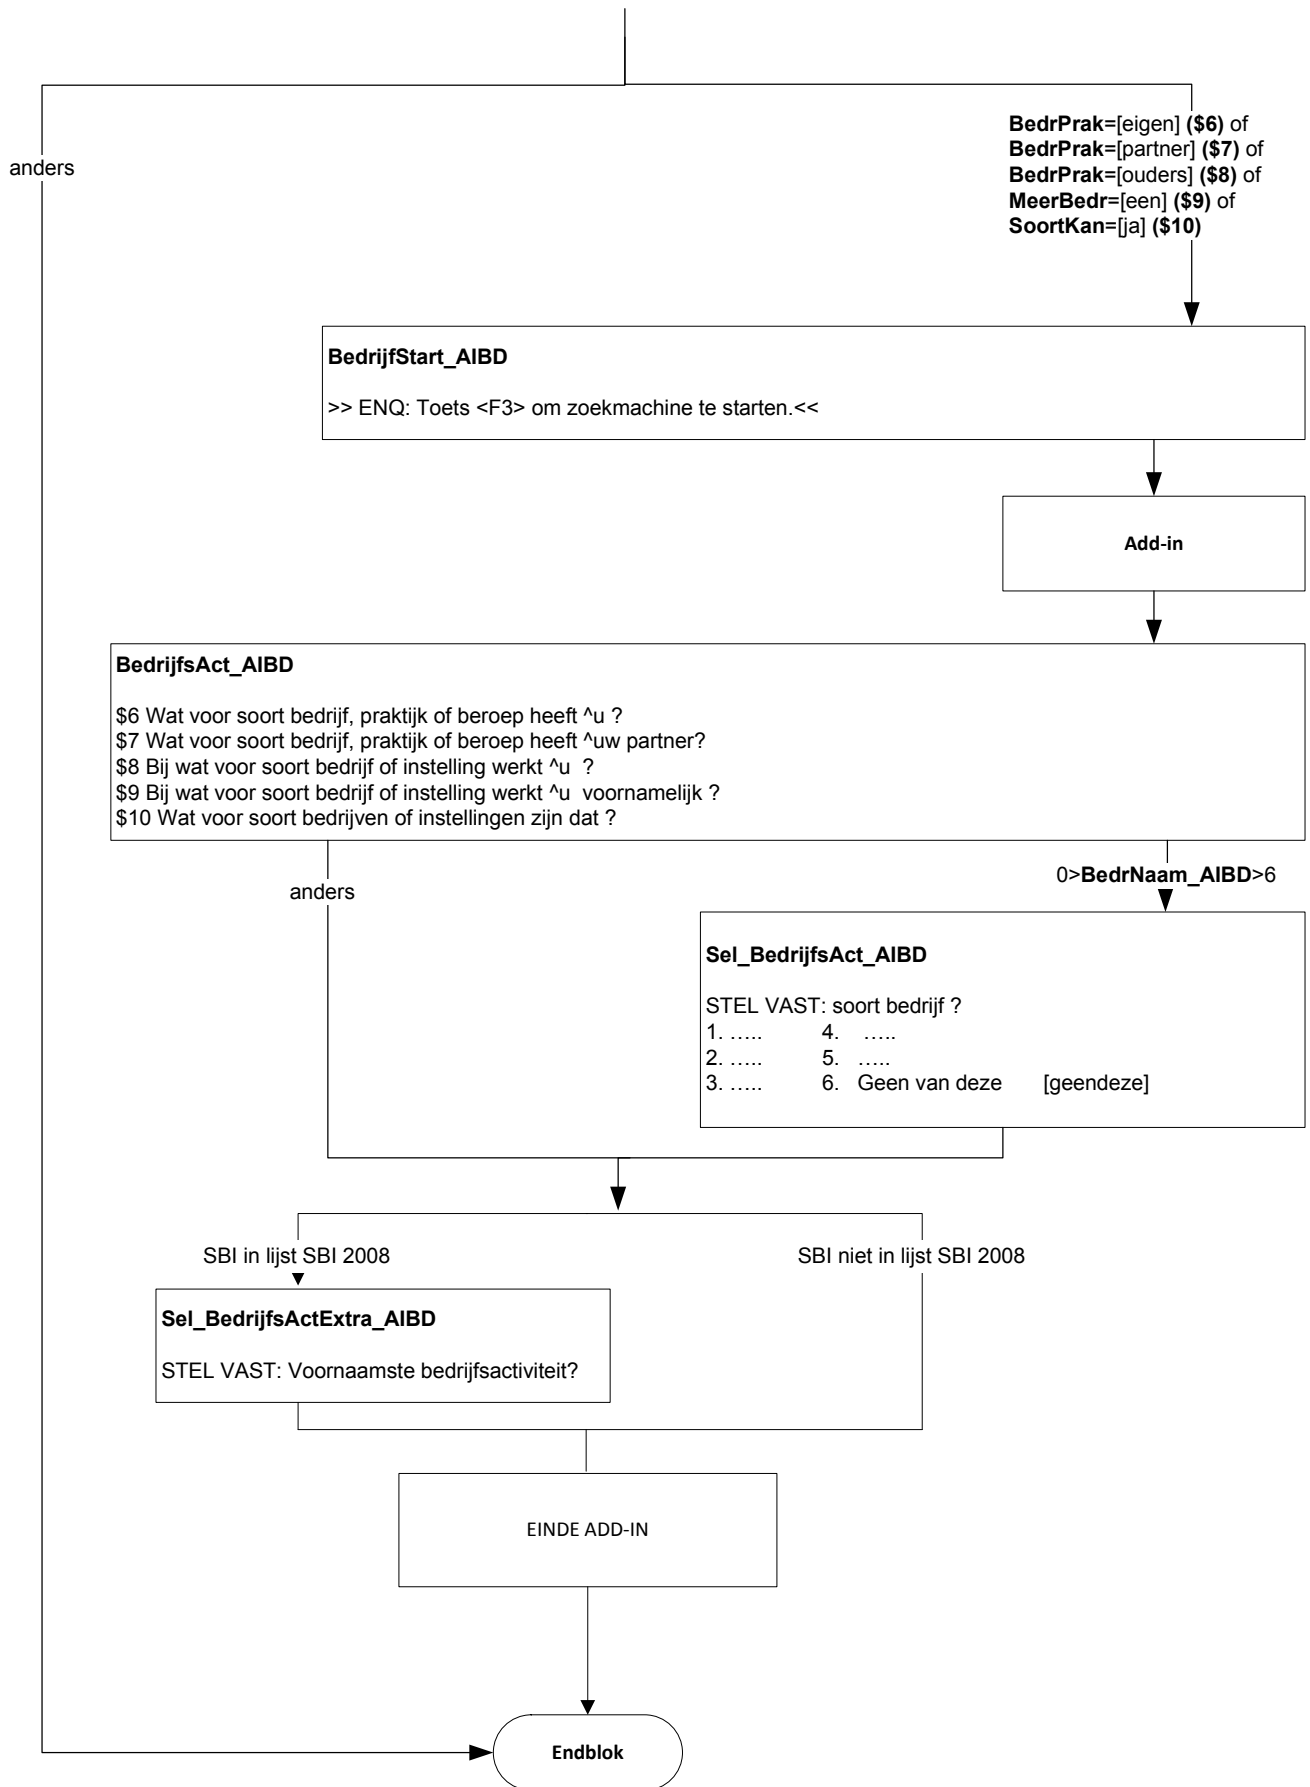 anders
BedrPrak=[eigen] ($6) of
BedrPrak=[partner] ($7) of
BedrPrak=[ouders] ($8) of
MeerBedr=[een] ($9) of
SoortKan=[ja] ($10)
BedrijfStart_AIBD
>> ENQ: Toets <F3> om zoekmachine te starten.<<
Add-in
BedrijfsAct_AIBD
$6 Wat voor soort bedrijf, praktijk of beroep heeft ^u ?
$7 Wat voor soort bedrijf, praktijk of beroep heeft ^uw partner?
$8 Bij wat voor soort bedrijf of instelling werkt ^u ?
$9 Bij wat voor soort bedrijf of instelling werkt ^u voornamelijk ?
$10 Wat voor soort bedrijven of instellingen zijn dat ?
anders
0>BedrNaam_AIBD>6
Sel_BedrijfsAct_AIBD
STEL VAST: soort bedrijf ?
1. ….. 4. …..
2. ….. 5. …..
3. ….. 6. Geen van deze [geendeze]
SBI in lijst SBI 2008
SBI niet in lijst SBI 2008
Sel_BedrijfsActExtra_AIBD
STEL VAST: Voornaamste bedrijfsactiviteit?
EINDE ADD-IN
Endblok